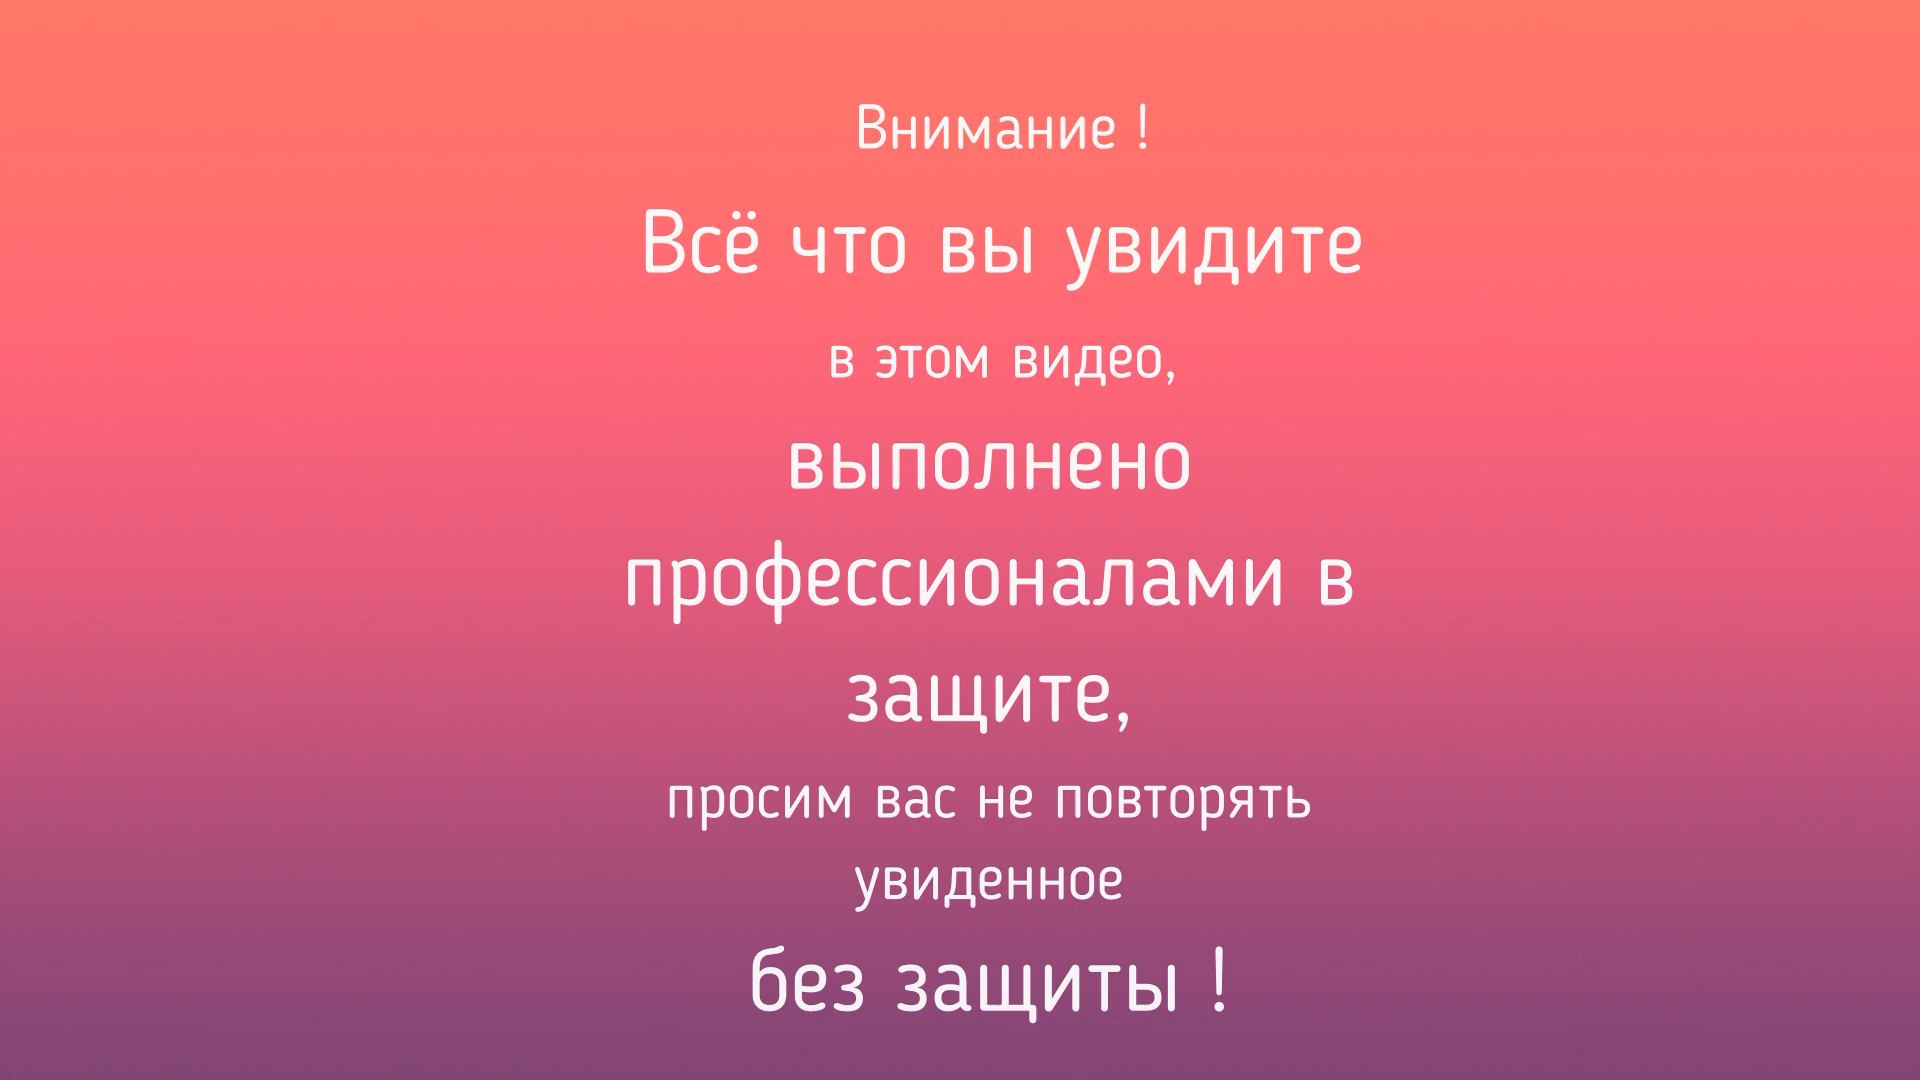 Внимание !
Всё что вы увидите
в этом видео,
выполнено
профессионалами в
защите,
просим вас не повторять
увиденное
без защиты !